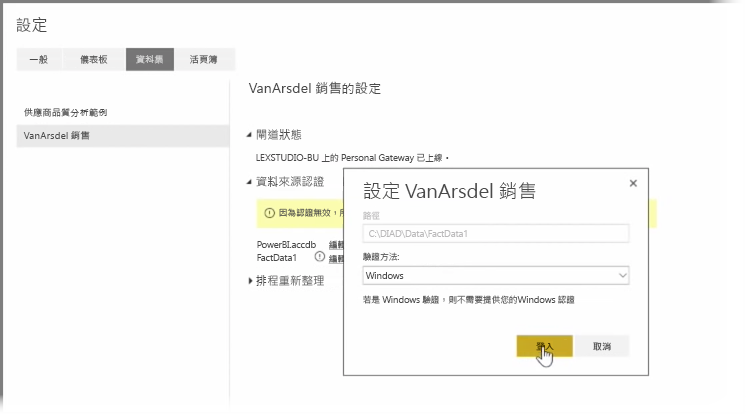 設定
一般 儀表板 資料集 活頁簿
VanArsdel 銷售的設定
供應商品質分析範例
VanArsdel 銷售
閘道狀態
LEXSTUDIO-BU 上的 Personal Gateway 已上線。
資料來源認證
因為認證無效，
PowerBI.accdb 編輯
FactData1 編輯
排程重新整理
設定 VanArsdel 銷售
路徑
C:\DIAD\Data\FactData1
驗證方法:
Windows
若是 Windows 驗證，則不需要提供您的Windows 認證
登入 取消